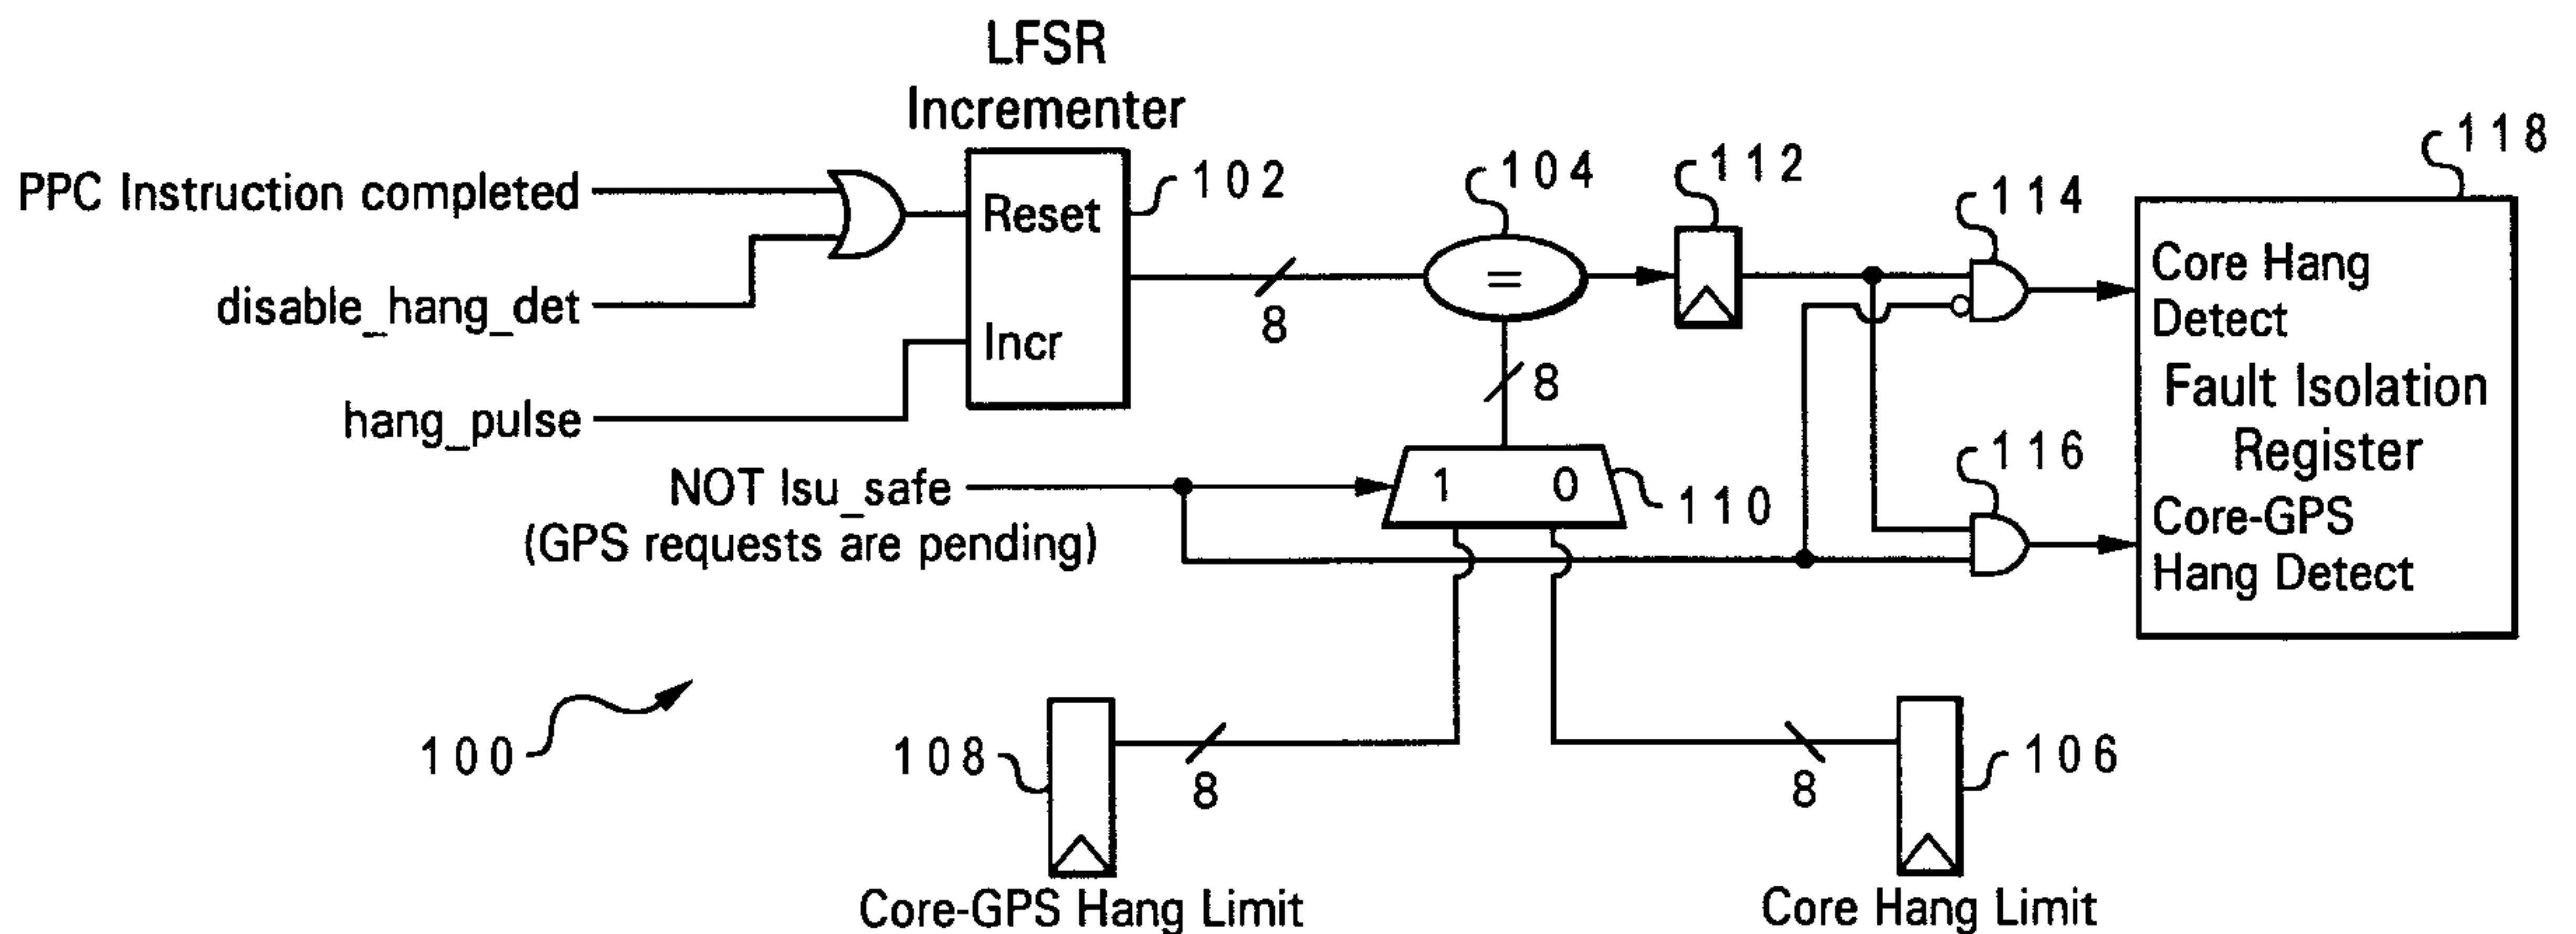 LFSR
Incrementer
118
PPC Instruction completed
Reset
102
104
112
114
Core Hang
Detect
disable_hang_det
Incr
8
=
8
Fault Isolation
Register
hang_pulse
NOT lsu_safe
(GPS requests are pending)
1 0
110
116
Core-GPS
Hang Detect
100
108
8
8
106
Core-GPS Hang Limit
Core Hang Limit